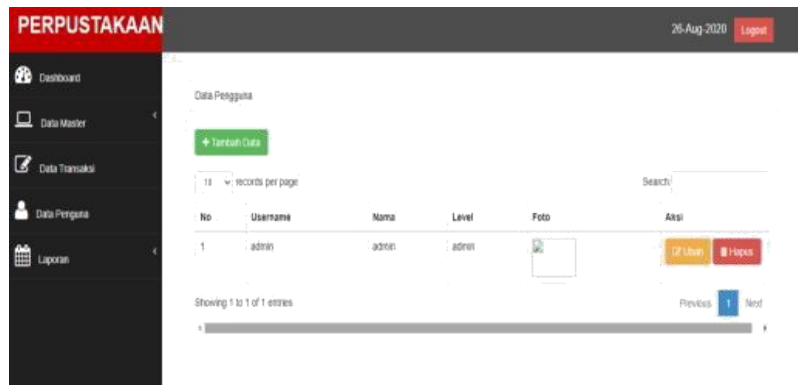 PERPUSTAKAAN
26-Aug-2020 Logout
Dashboard
Data Master
Data Transaksi
Data Penguna
Laporan
Data Pengguna
+ Tambah Data
10 records per page
Search:
No Username Nama Level Foto Aksi
1 admin admin admin Ubah Hapus
Showing 1 to 1 of 1 entries
Previous 1 Next